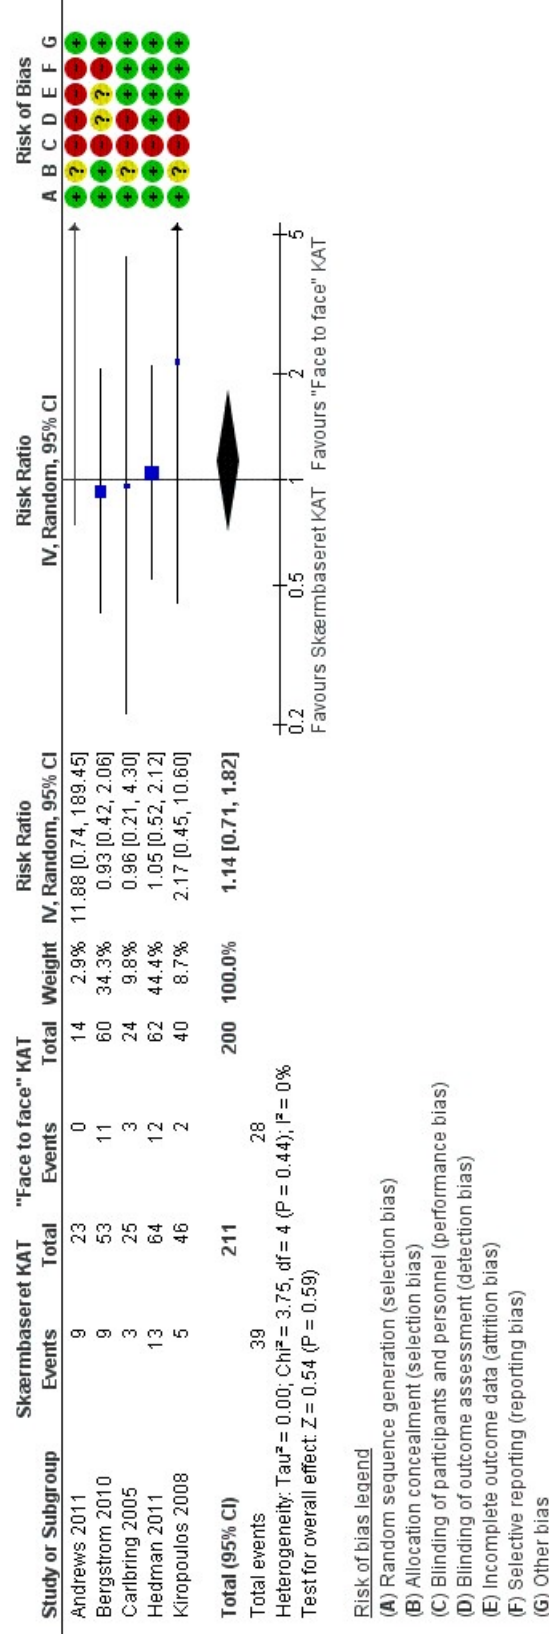 Skærmbaseret KAT "Face to face" KAT Risk Ratio Risk Ratio Risk of Bias
Study or Subgroup Events Total Events Total Weight IV, Random, 95% CI IV, Random, 95% CI A B C D E F G
Andrews 2011 9 23 0 14 2.9% 11.88 [0.74, 189.45] + ? - - - - +
Bergstrom 2010 9 53 11 60 34.3% 0.93 [0.42, 2.06] + + - ? ? - +
Carlbring 2005 3 25 3 24 9.8% 0.96 [0.21, 4.30] + ? - - + + +
Hedman 2011 13 64 12 62 44.4% 1.05 [0.52, 2.12] + + - + + + +
Kiropoulos 2008 5 46 2 40 8.7% 2.17 [0.45, 10.60] + ? - - + + +
Total (95% CI) 211 200 100.0% 1.14 [0.71, 1.82]
Total events 39 28
Heterogeneity: Tau² = 0.00; Chi² = 3.75, df = 4 (P = 0.44); I² = 0%
Test for overall effect: Z = 0.54 (P = 0.59)
0.2 0.5 1 2 5
Favours Skærmbaseret KAT Favours "Face to face" KAT
Risk of bias legend
(A) Random sequence generation (selection bias)
(B) Allocation concealment (selection bias)
(C) Blinding of participants and personnel (performance bias)
(D) Blinding of outcome assessment (detection bias)
(E) Incomplete outcome data (attrition bias)
(F) Selective reporting (reporting bias)
(G) Other bias